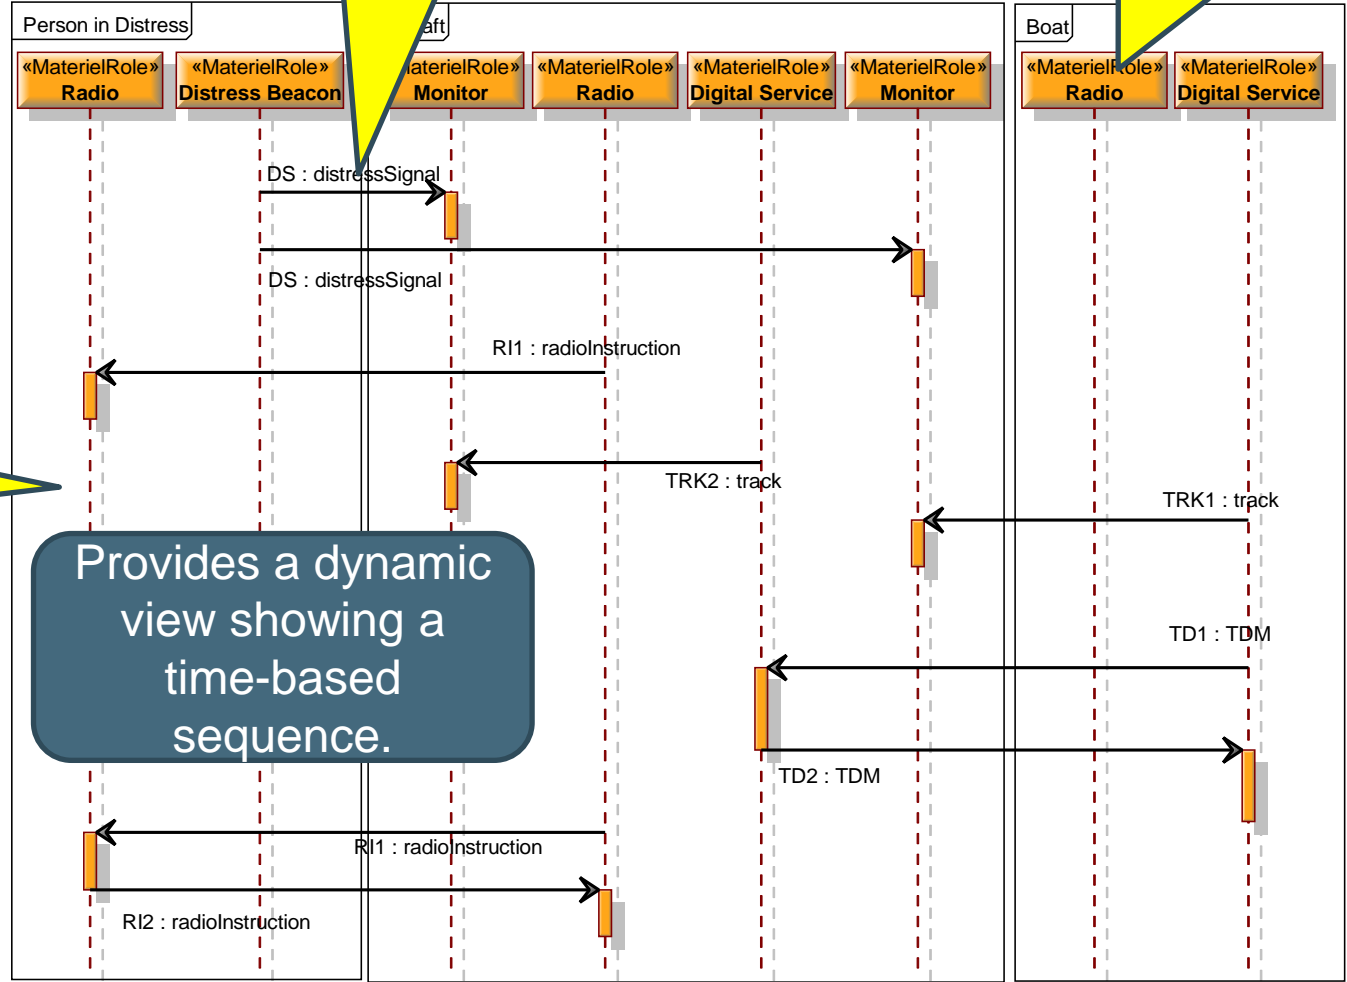 Person in Distress
aft
Boat
«MaterielRole»
Radio
«MaterielRole»
Distress Beacon
aterielRole»
Monitor
«MaterielRole»
Radio
«MaterielRole»
Digital Service
«MaterielRole»
Monitor
«MaterielRole»
Radio
«MaterielRole»
Digital Service
DS : distressSignal
DS : distressSignal
RI1 : radioInstruction
TRK2 : track
TRK1 : track
Provides a dynamic
view showing a
time-based
sequence.
TD1 : TDM
TD2 : TDM
RI1 : radioInstruction
RI2 : radioInstruction